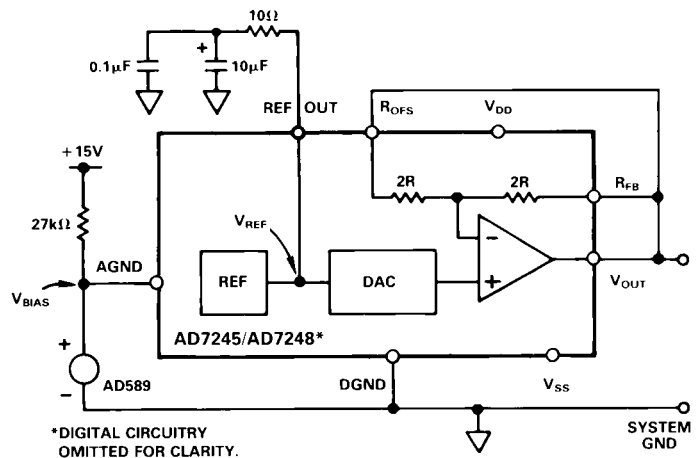 10Ω
+
0.1μF
10μF
REF OUT
R_OFS
V_DD
+15V
2R
2R
R_FB
27kΩ
V_REF
AGND
−
REF
DAC
+
V_OUT
V_BIAS
AD7245/AD7248*
+
AD589
−
DGND
V_SS
SYSTEM
GND
*DIGITAL CIRCUITRY
OMITTED FOR CLARITY.